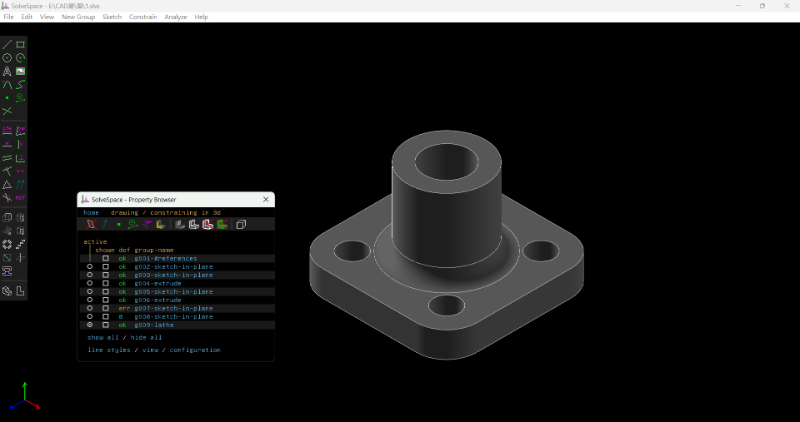 SolveSpace - E:\CAD
File Edit View New Group Sketch Constrain Analyze Help
SolveSpace - Property Browser
home drawing / constraining in 3d
active
shown dof group-name
ok g001-#references
ok g002-sketch-in-plane
ok g003-sketch-in-plane
ok g004-extrude
ok g005-sketch-in-plane
ok g006-extrude
err g007-sketch-in-plane
8 g008-sketch-in-plane
ok g009-lathe
show all / hide all
line styles / view / configuration